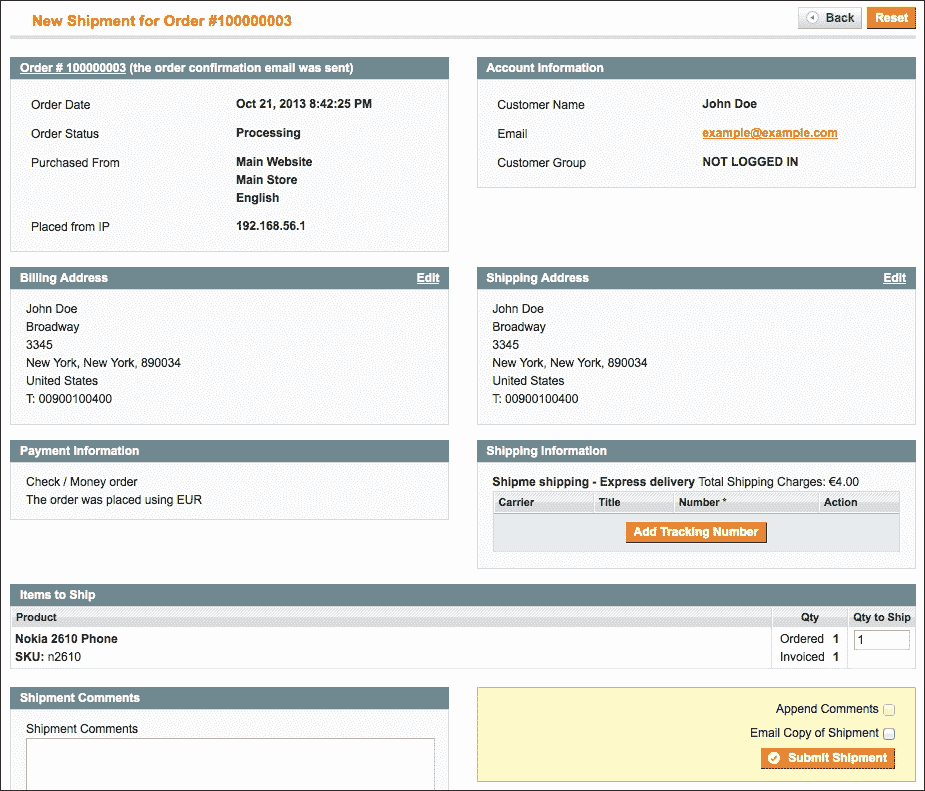 New Shipment for Order #100000003
Back
Reset
Order # 100000003 (the order confirmation email was sent)
Order Date
Oct 21, 2013 8:42:25 PM
Order Status
Processing
Purchased From
Main Website
Main Store
English
Placed from IP
192.168.56.1
Account Information
Customer Name
John Doe
Email
example@example.com
Customer Group
NOT LOGGED IN
Billing Address
Edit
John Doe
Broadway
3345
New York, New York, 890034
United States
T: 00900100400
Shipping Address
Edit
John Doe
Broadway
3345
New York, New York, 890034
United States
T: 00900100400
Payment Information
Check / Money order
The order was placed using EUR
Shipping Information
Shipme shipping - Express delivery Total Shipping Charges: €4.00
Carrier
Title
Number *
Action
Add Tracking Number
Items to Ship
Product
Qty
Qty to Ship
Nokia 2610 Phone
SKU: n2610
Ordered 1
Invoiced 1
1
Shipment Comments
Shipment Comments
Append Comments
Email Copy of Shipment
Submit Shipment